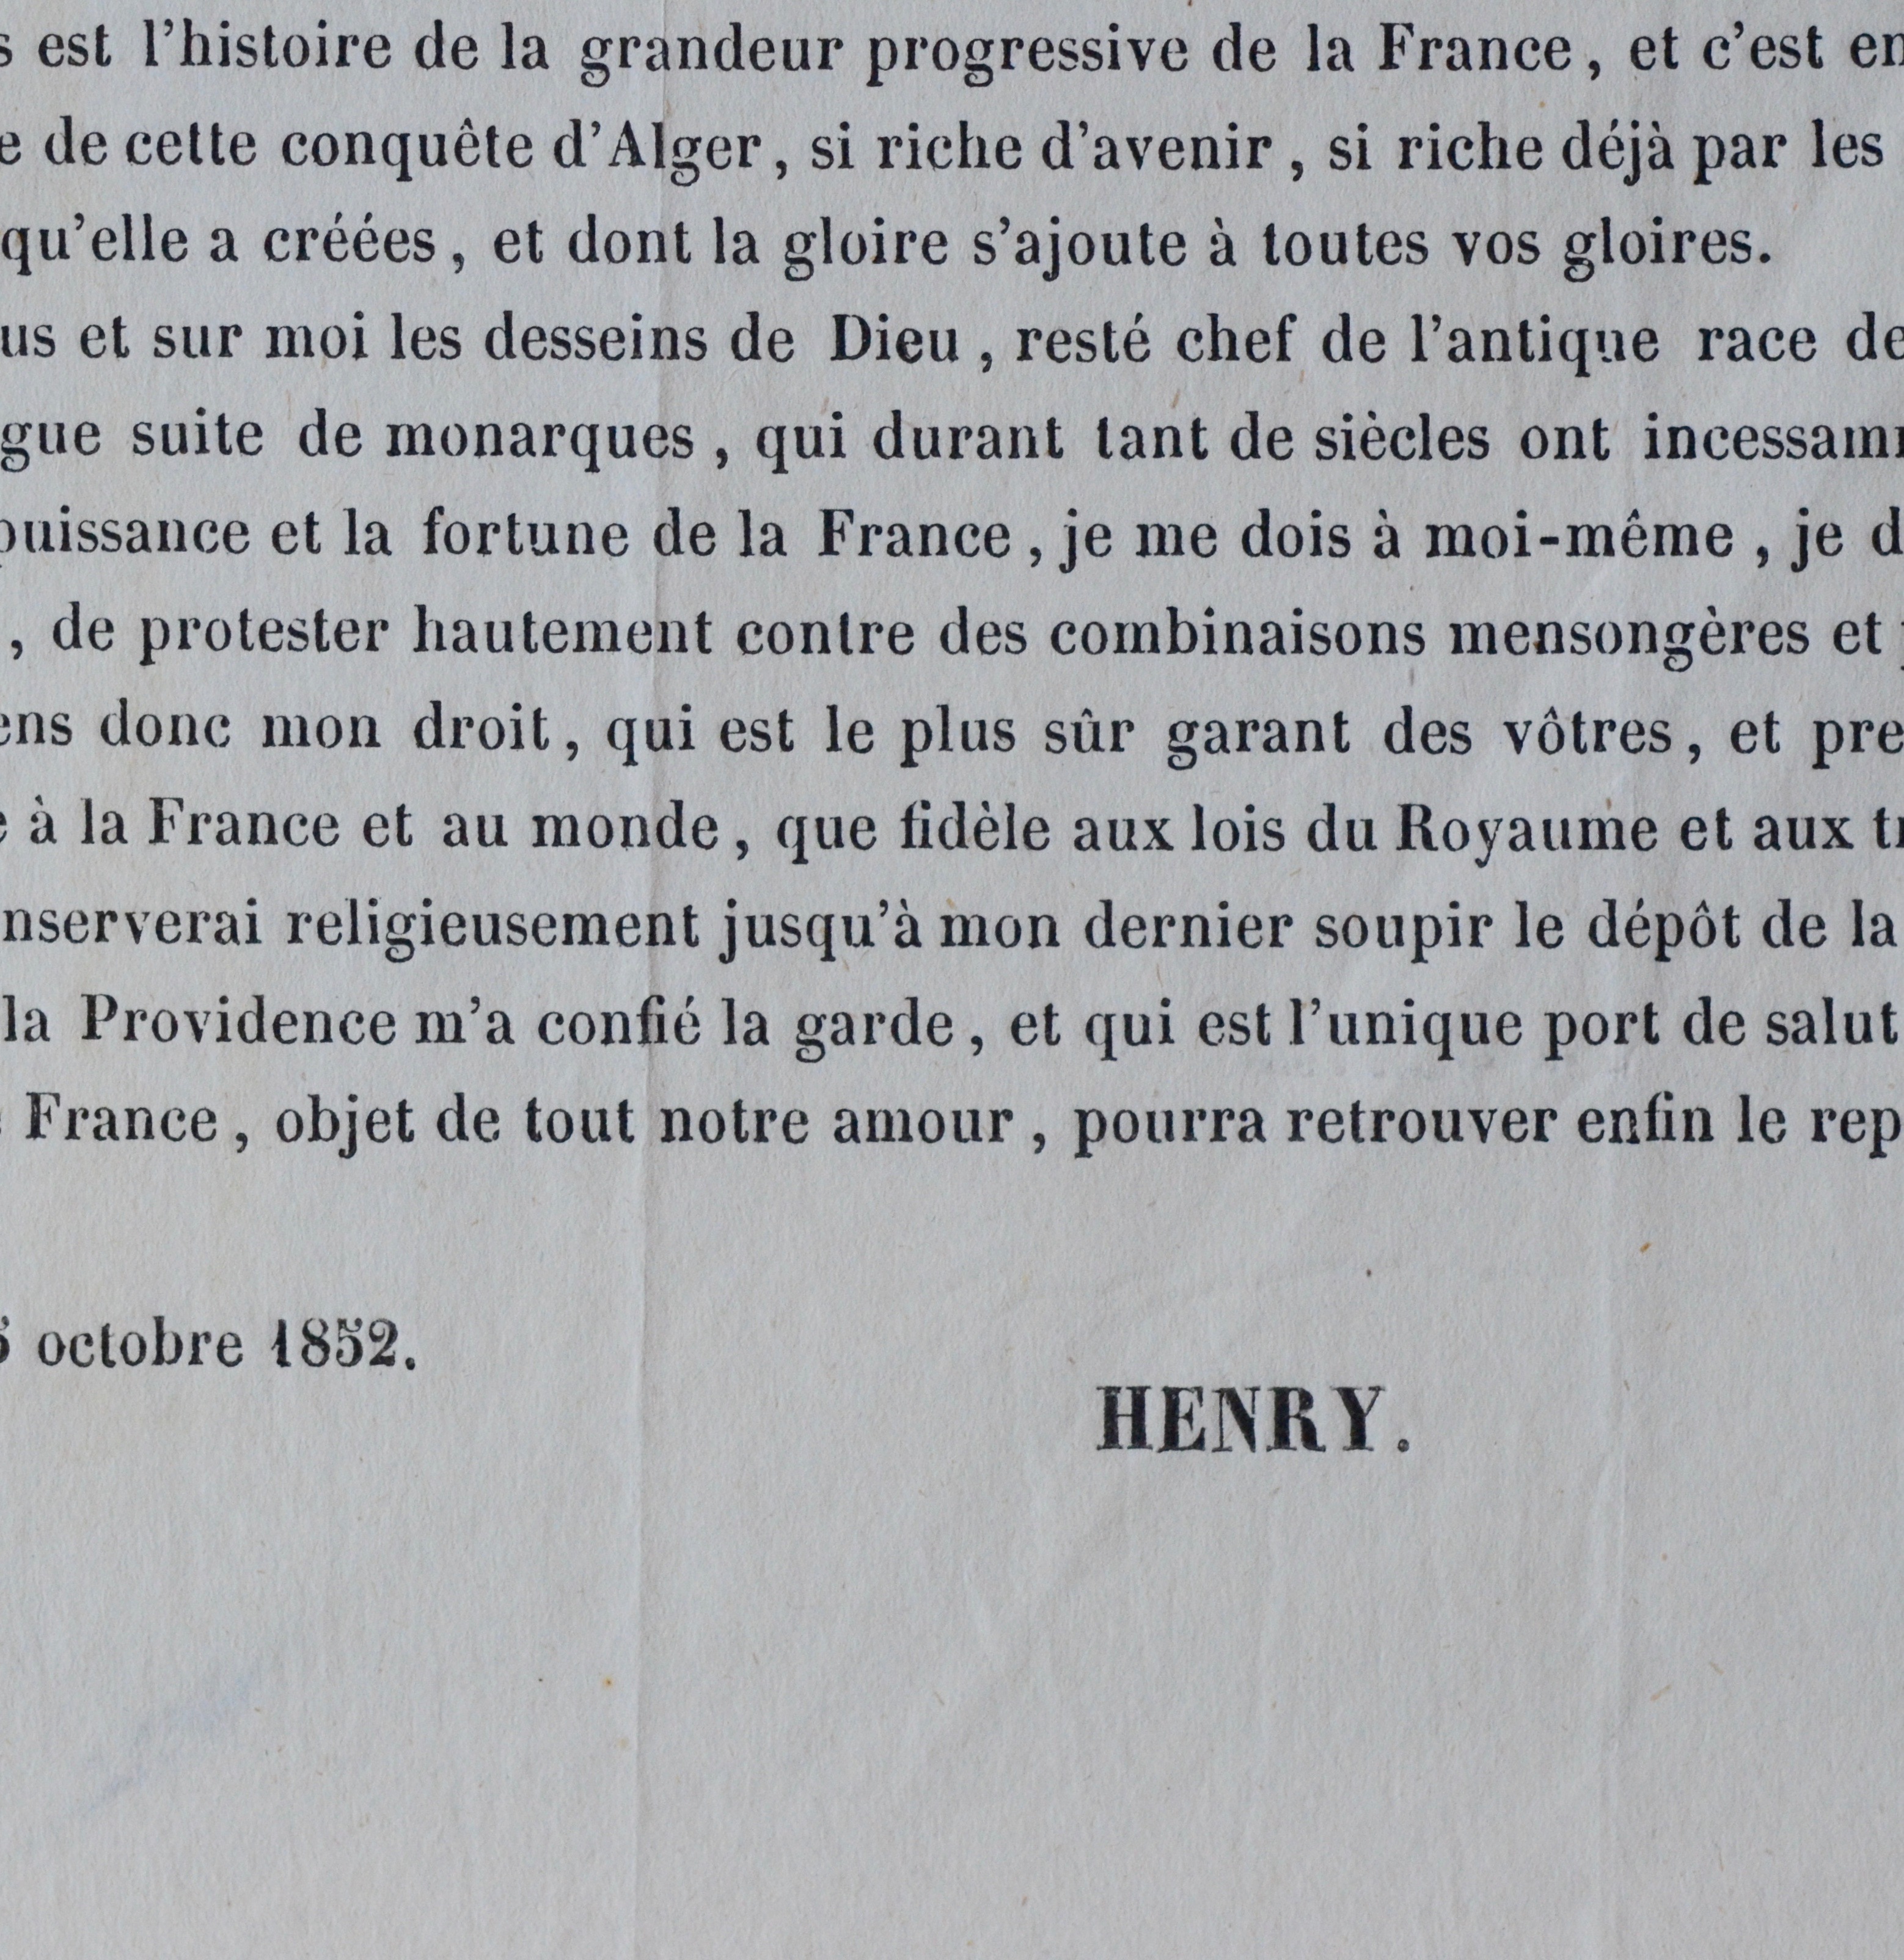 est l'histoire de la grandeur progressive de la France, et c'est en
de cette conquête d'Alger, si riche d'avenir, si riche déjà par les
qu'elle a créées, et dont la gloire s'ajoute à toutes vos gloires.
us et sur moi les desseins de Dieu, resté chef de l'antique race de
gue suite de monarques, qui durant tant de siècles ont incessam
puissance et la fortune de la France, je me dois à moi-même, je d
, de protester hautement contre des combinaisons mensongères et
ens donc mon droit, qui est le plus sûr garant des vôtres, et pre
à la France et au monde, que fidèle aux lois du Royaume et aux tr
nserverai religieusement jusqu'à mon dernier soupir le dépôt de la
la Providence m'a confié la garde, et qui est l'unique port de salut
France, objet de tout notre amour, pourra retrouver enfin le rep
octobre 1852.
HENRY.